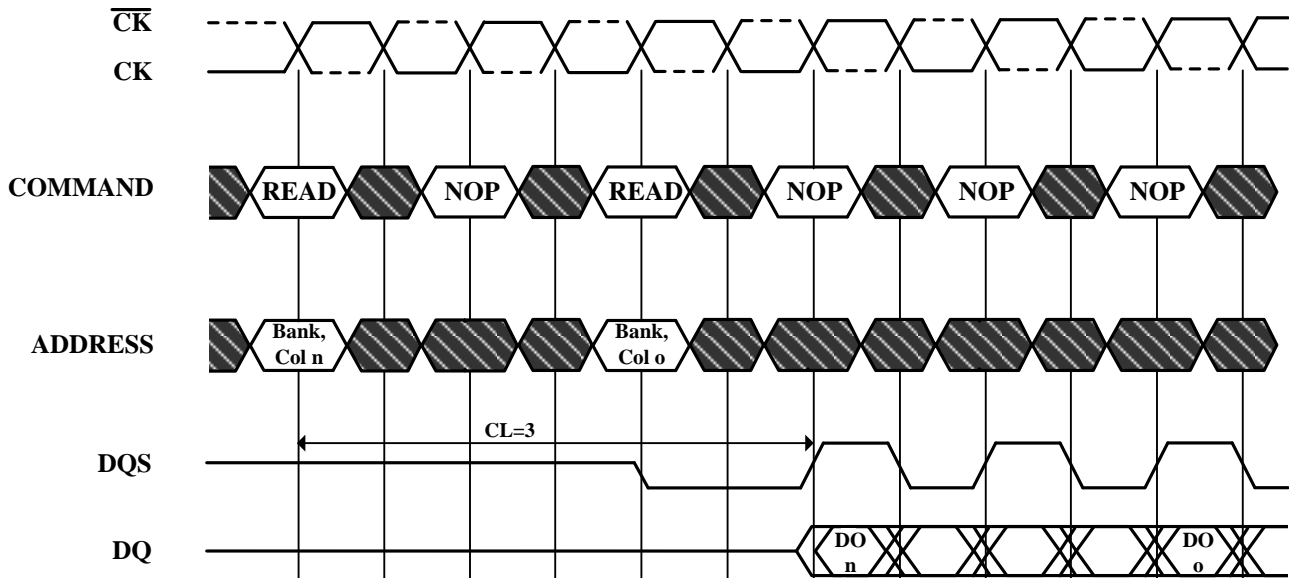 C̅K̅
CK
COMMAND
READ
NOP
READ
NOP
NOP
NOP
ADDRESS
Bank,
Col n
Bank,
Col o
CL=3
DQS
DQ
DO
n
DO
o